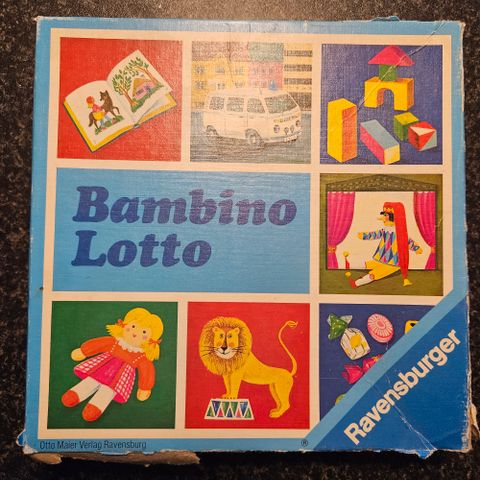 Bambino
Lotto
Ravensburger
Otto Maier Verlag Ravensburg
®